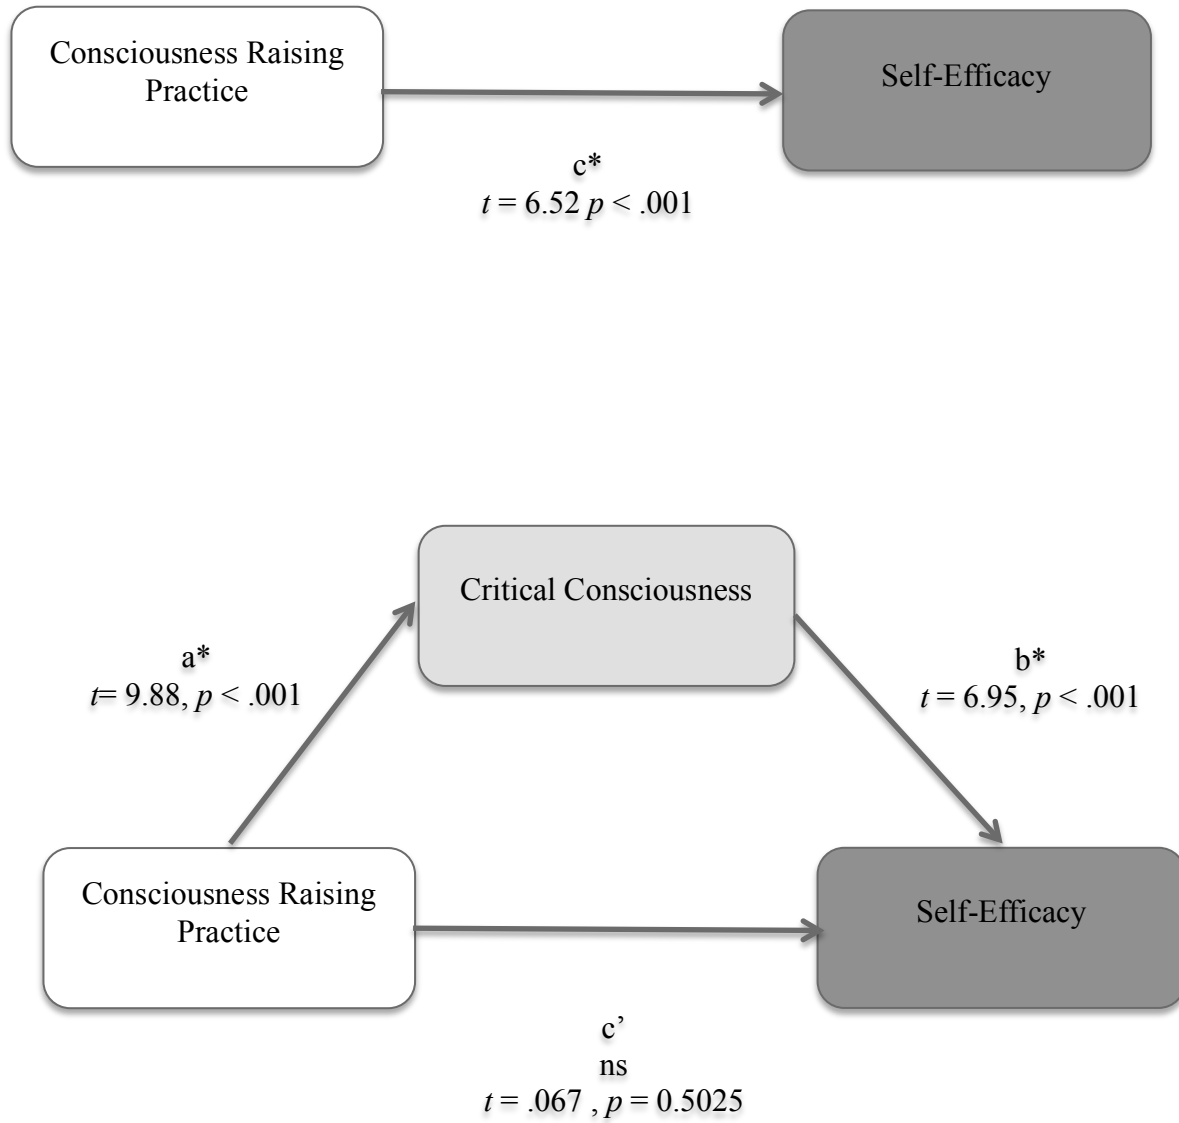 Consciousness Raising
Practice
Self-Efficacy
c*
t = 6.52 p < .001
Critical Consciousness
a*
t= 9.88, p < .001
b*
t = 6.95, p < .001
Consciousness Raising
Practice
Self-Efficacy
c’
ns
t = .067 , p = 0.5025